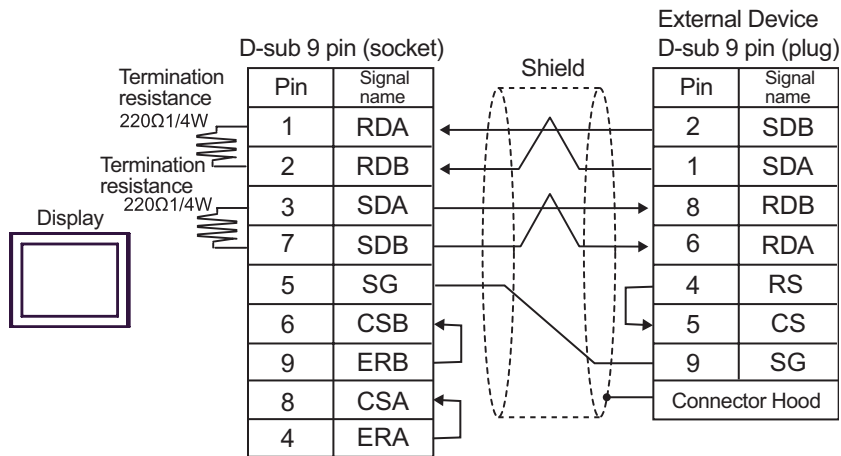 External Device
D-sub 9 pin (socket)
D-sub 9 pin (plug)
Shield
Termination
resistance
220Ω1/4W
Termination
resistance
220Ω1/4W
Display
Pin Signal name
1 RDA
2 RDB
3 SDA
7 SDB
5 SG
6 CSB
9 ERB
8 CSA
4 ERA
Pin Signal name
2 SDB
1 SDA
8 RDB
6 RDA
4 RS
5 CS
9 SG
Connector Hood